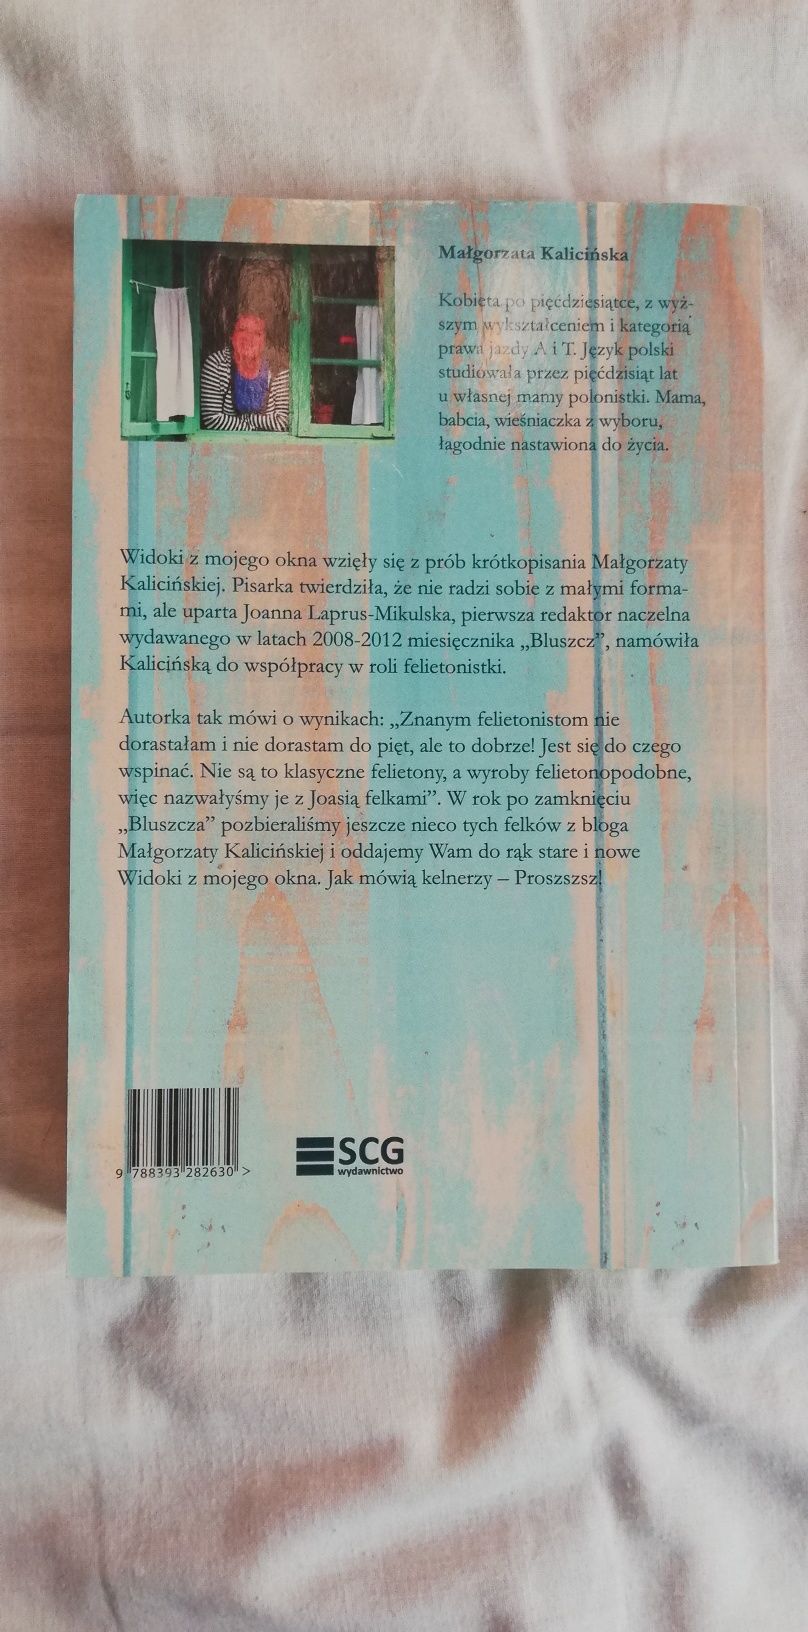 Małgorzata Kalicińska
Kobieta po pięćdziesiątce, z wyż-
szym wykształceniem i kategorią
prawa jazdy A i T. Język polski
studiowała przez pięćdzisiąt lat
u własnej mamy polonistki. Mama,
babcia, wieśniaczka z wyboru,
łagodnie nastawiona do życia.
Widoki z mojego okna wzięły się z prób krótkopisania Małgorzaty
Kalicińskiej. Pisarka twierdziła, że nie radzi sobie z małymi forma-
mi, ale uparta Joanna Laprus-Mikulska, pierwsza redaktor naczelna
wydawanego w latach 2008-2012 miesięcznika „Bluszcz”, namówiła
Kalicińską do współpracy w roli felietonistki.
Autorka tak mówi o wynikach: „Znanym felietonistom nie
dorastałam i nie dorastam do pięt, ale to dobrze! Jest się do czego
wspinać. Nie są to klasyczne felietony, a wyroby felietonopodobne,
więc nazwałyśmy je z Joasią felkami”. W rok po zamknięciu
„Bluszcza” pozbieraliśmy jeszcze nieco tych felków z bloga
Małgorzaty Kalicińskiej i oddajemy Wam do rąk stare i nowe
Widoki z mojego okna. Jak mówią kelnerzy – Proszszsz!
SCG
wydawnictwo
9 788393 282630 >